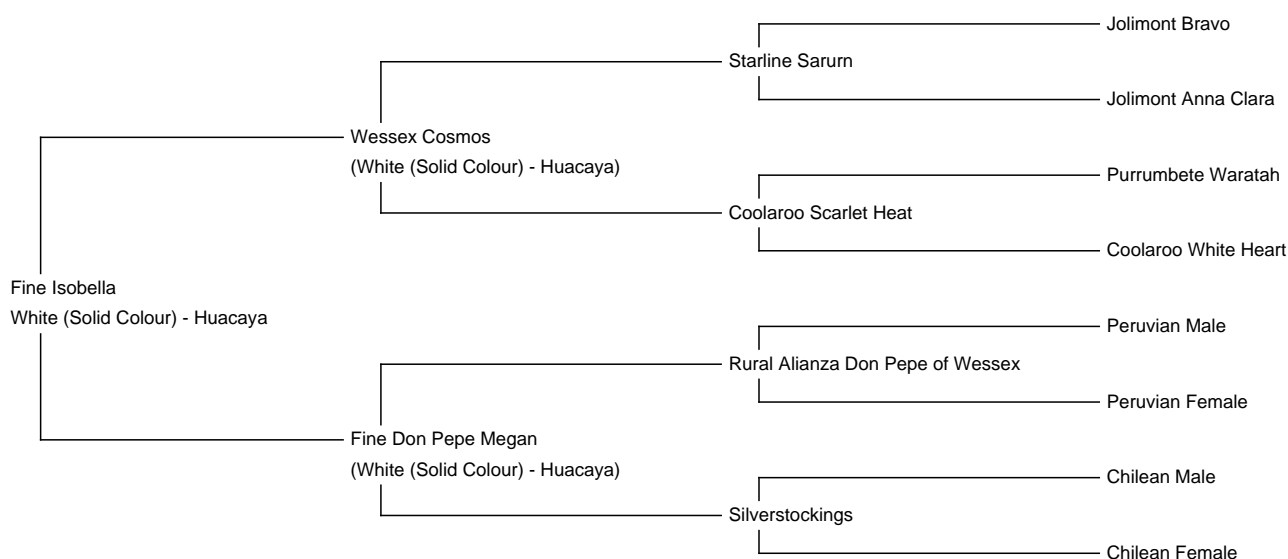 Jolimont Bravo
Starline Sarurn
Jolimont Anna Clara
Wessex Cosmos
(White (Solid Colour) - Huacaya)
Purrumbete Waratah
Coolaroo Scarlet Heat
Coolaroo White Heart
Fine Isobella
White (Solid Colour) - Huacaya
Peruvian Male
Rural Alianza Don Pepe of Wessex
Peruvian Female
Fine Don Pepe Megan
(White (Solid Colour) - Huacaya)
Chilean Male
Silverstockings
Chilean Female